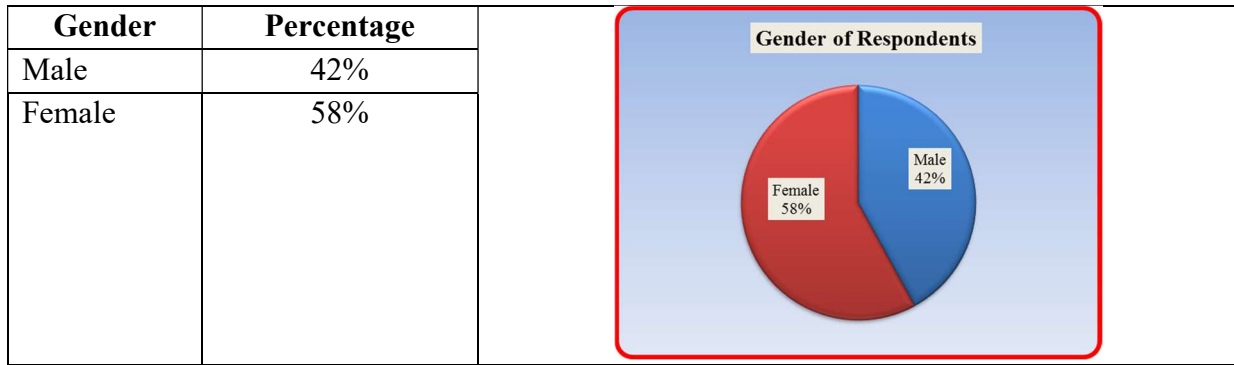 Gender Percentage
Male 42%
Female 58%
Gender of Respondents
Male
42%
Female
58%